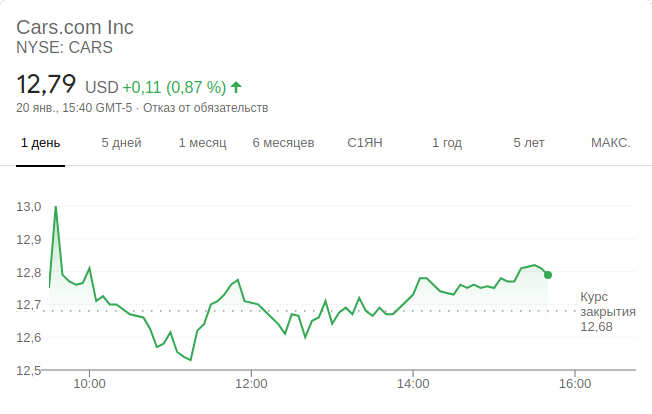 Cars.com Inc
NYSE: CARS
12,79 USD +0,11 (0,87 %)
20 янв., 15:40 GMT-5 · Отказ от обязательств
1 день 5 дней 1 месяц 6 месяцев С1ЯН 1 год 5 лет МАКС.
13,0
12,9
12,8
12,7
12,6
12,5
Курс
закрытия
12,68
10:00 12:00 14:00 16:00